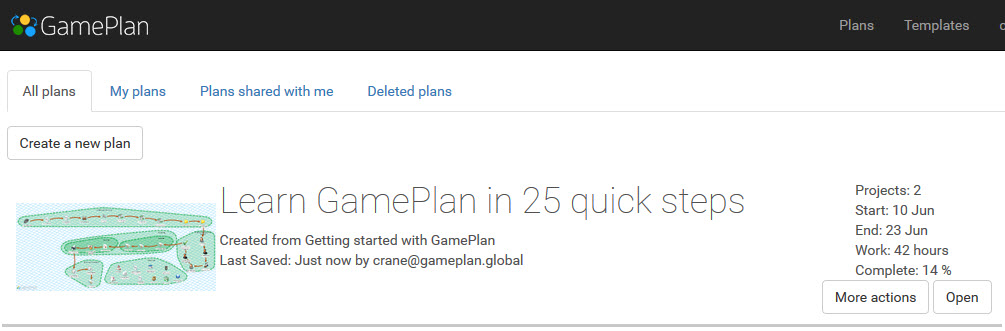 GamePlan
Plans Templates
All plans My plans Plans shared with me Deleted plans
Create a new plan
Learn GamePlan in 25 quick steps
Created from Getting started with GamePlan
Last Saved: Just now by crane@gameplan.global
Projects: 2
Start: 10 Jun
End: 23 Jun
Work: 42 hours
Complete: 14 %
More actions Open